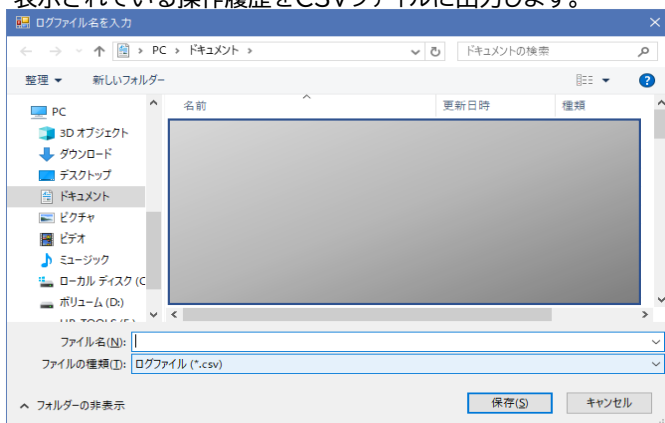 表示されている操作履歴をCSVファイルに出力します。
ログファイル名を入力
PC > ドキュメント >
ドキュメントの検索
整理 新しいフォルダー
名前 更新日時 種類
PC
3D オブジェクト
ダウンロード
デスクトップ
ドキュメント
ピクチャ
ビデオ
ミュージック
ローカル ディスク (C
ボリューム (D:)
ファイル名(N):
ファイルの種類(T): ログファイル (*.csv)
フォルダーの非表示
保存(S) キャンセル